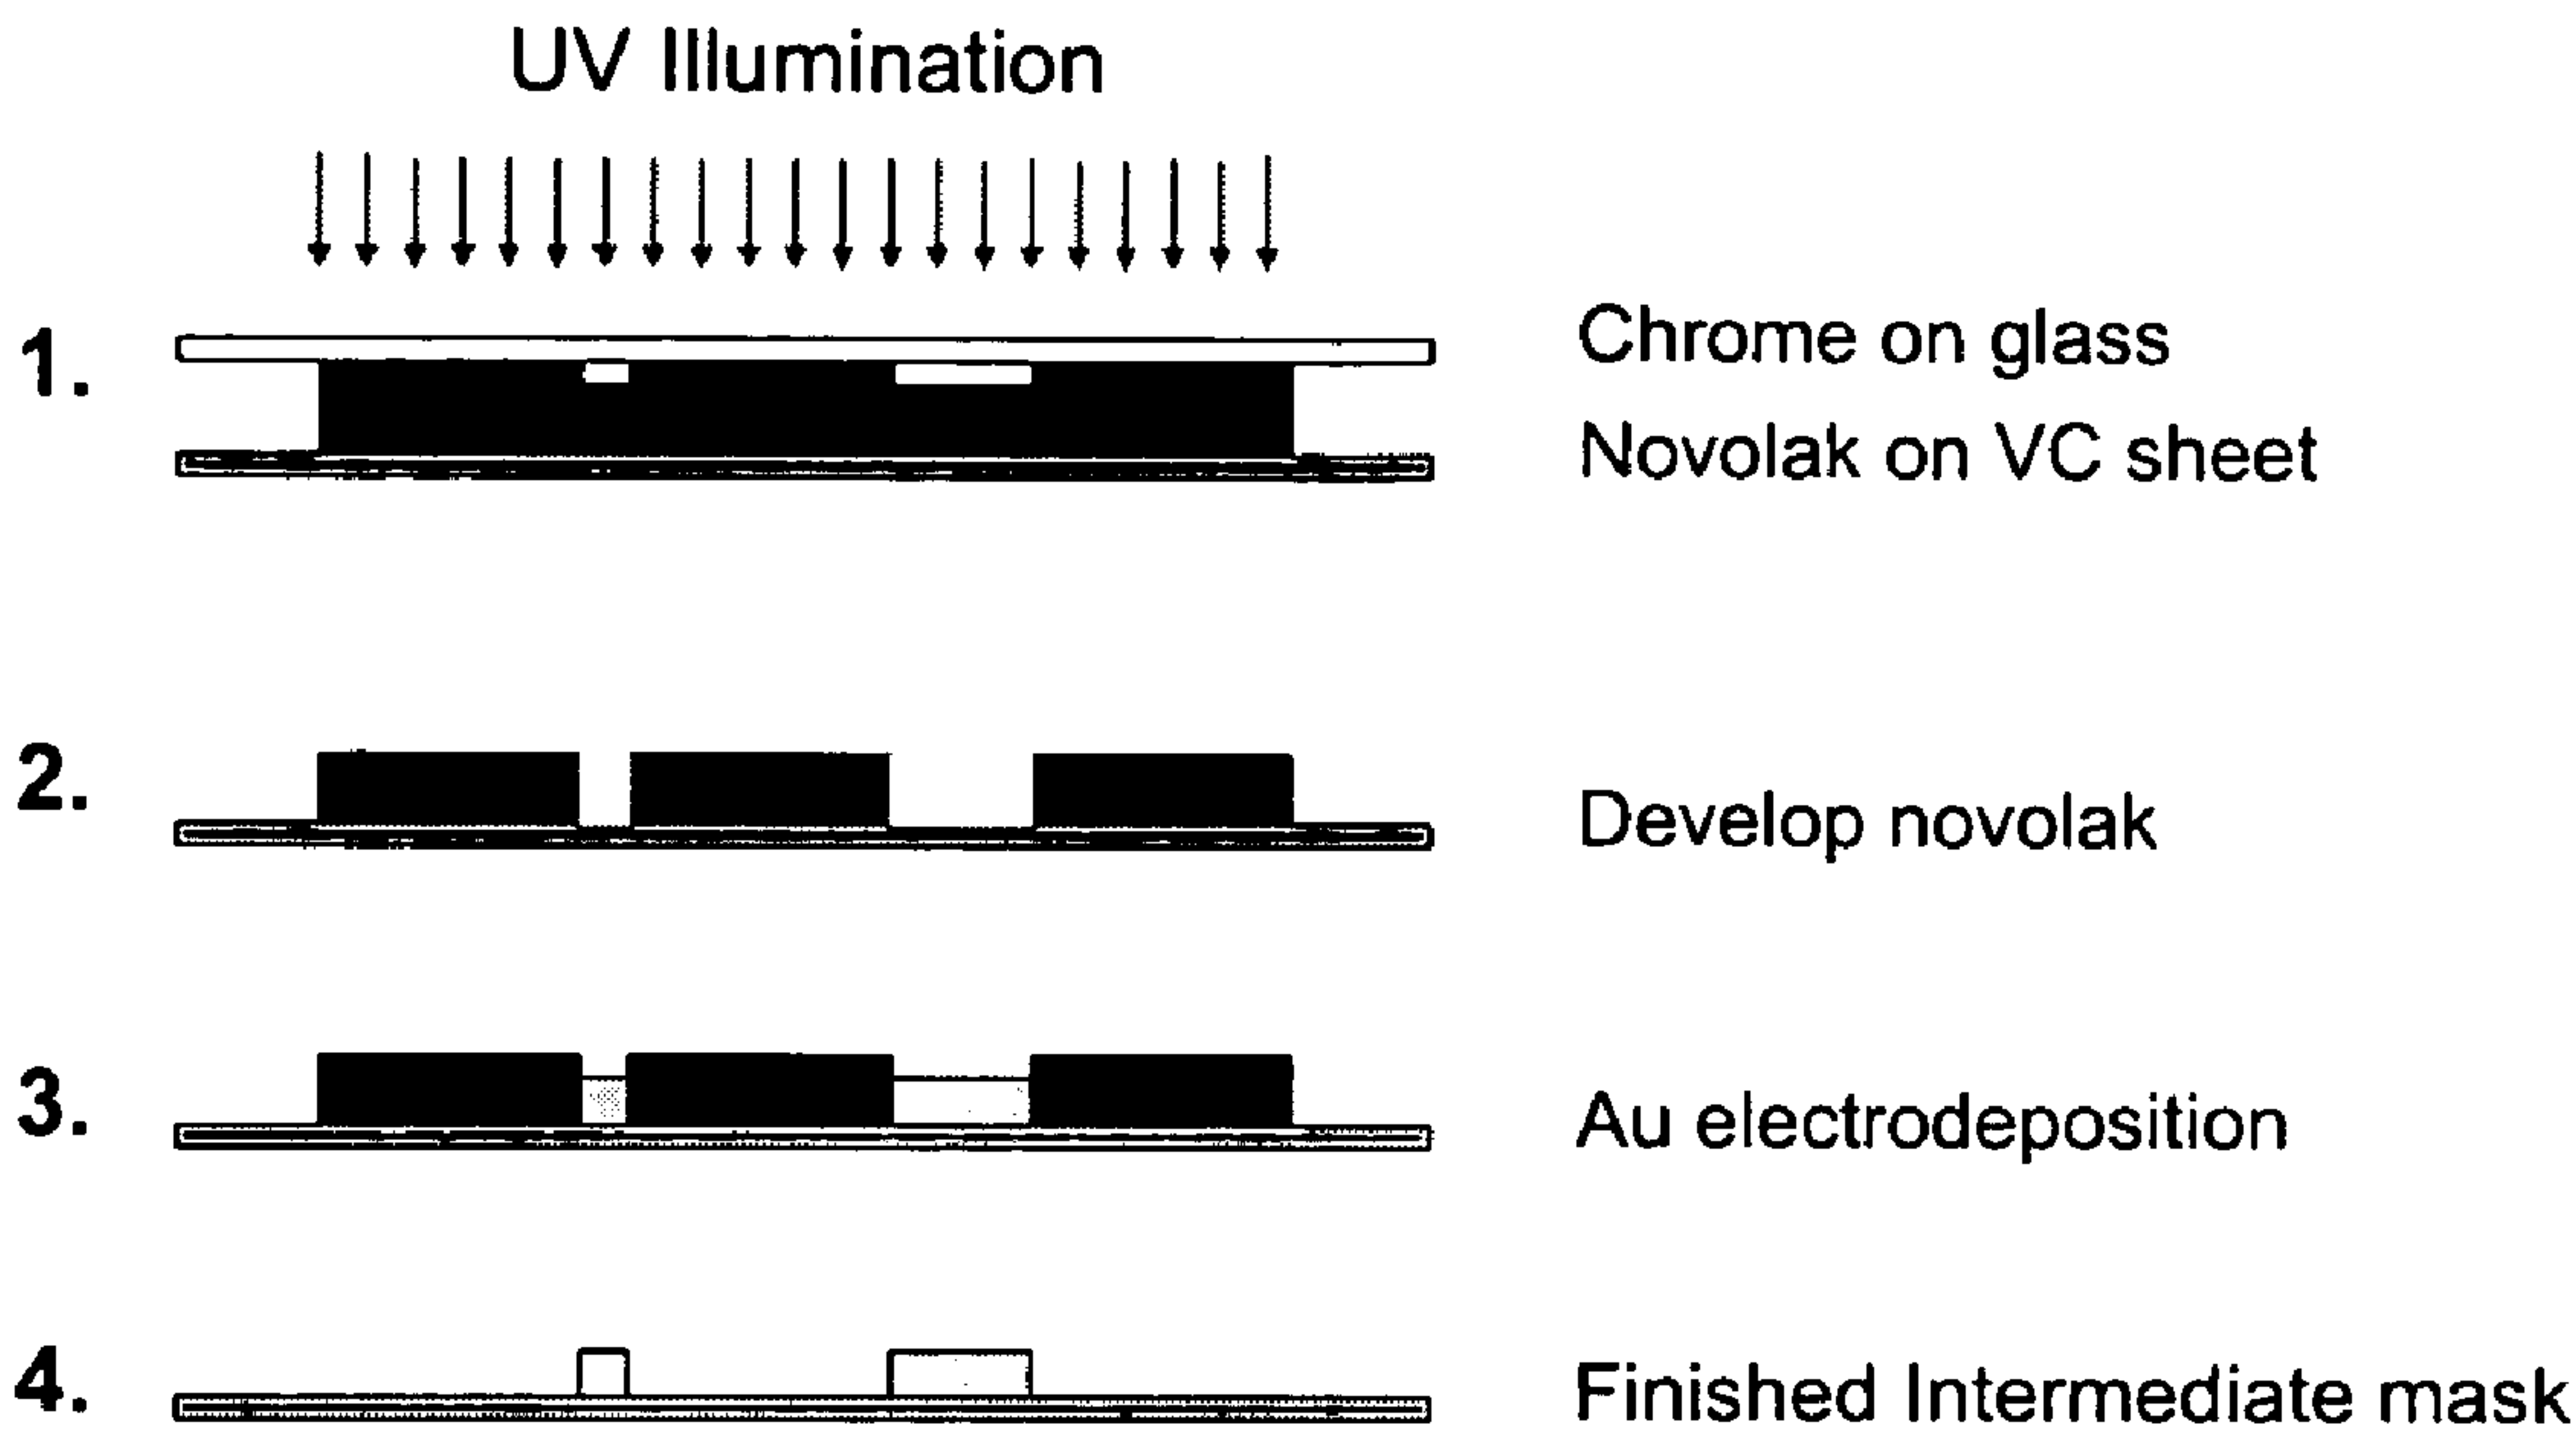 UV Illumination
1.
Chrome on glass
Novolak on VC sheet
2.
Develop novolak
3.
Au electrodeposition
4.
Finished Intermediate mask